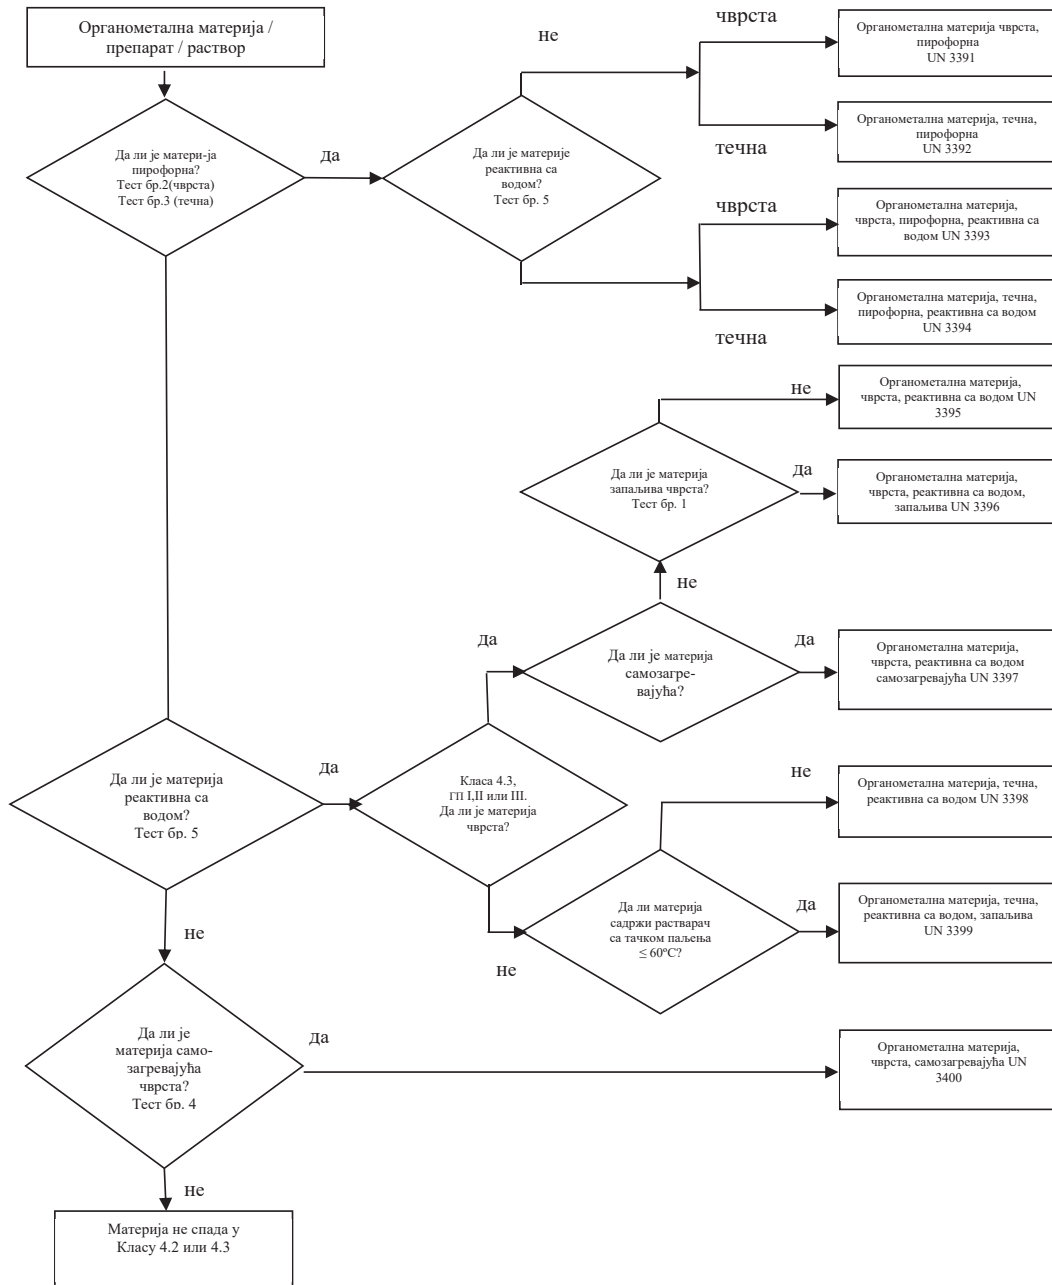 Органометална материја /
препарат / раствор
не
чврста
Органометална материја чврста,
пирофорна
UN 3391
Да ли је матери-ја
пирофорна?
Тест бр.2(чврста)
Тест бр.3 (течна)
да
Да ли је материје
реактивна са
водом?
Тест бр. 5
течна
Органометална материја, течна,
пирофорна
UN 3392
чврста
Органометална материја,
чврста, пирофорна, реактивна са
водом UN 3393
течна
Органометална материја, течна,
пирофорна, реактивна са водом
UN 3394
не
Органометална материја,
чврста, реактивна са водом UN
3395
Да ли је материја
запаљива чврста?
Тест бр. 1
да
Органометална материја,
чврста, реактивна са водом,
запаљива UN 3396
не
да
Да ли је материја
самозагре-
вајућа?
да
Органометална материја,
чврста, реактивна са водом
самозагревајућа UN 3397
Да ли је материја
реактивна са
водом?
Тест бр. 5
да
Класа 4.3,
ГП I,II или III.
Да ли је материја
чврста?
не
Органометална материја, течна,
реактивна са водом UN 3398
не
Да ли материја
садржи растварач
са тачком паљења
≤ 60ºC?
да
Органометална материја, течна,
реактивна са водом, запаљива
UN 3399
не
Да ли је
материја само-
загревајућа
чврста?
Тест бр. 4
да
Органометална материја,
чврста, самозагревајућа UN
3400
не
Материја не спада у
Класу 4.2 или 4.3